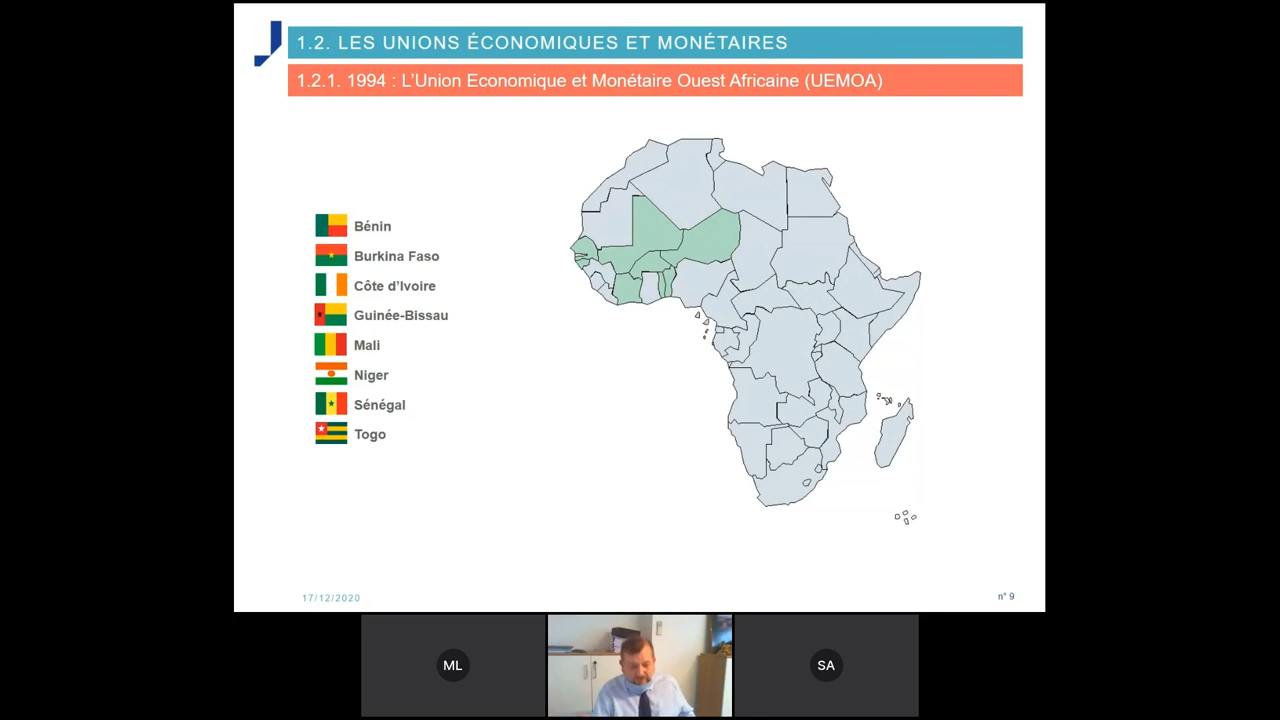 1.2. LES UNIONS ÉCONOMIQUES ET MONÉTAIRES
1.2.1. 1994 : L’Union Economique et Monétaire Ouest Africaine (UEMOA)
Bénin
Burkina Faso
Côte d’Ivoire
Guinée-Bissau
Mali
Niger
Sénégal
Togo
17/12/2020
n° 9
ML
SA